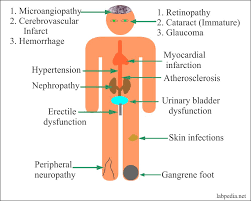 1. Microangiopathy
2. Cerebrovascular
Infarct
3. Hemorrhage
1. Retinopathy
2. Cataract (Immature)
3. Glaucoma
Myocardial
infarction
Hypertension
Atherosclerosis
Nephropathy
Urinary bladder
dysfunction
Erectile
dysfunction
Skin infections
Peripheral
neuropathy
Gangrene foot
labpedia.net